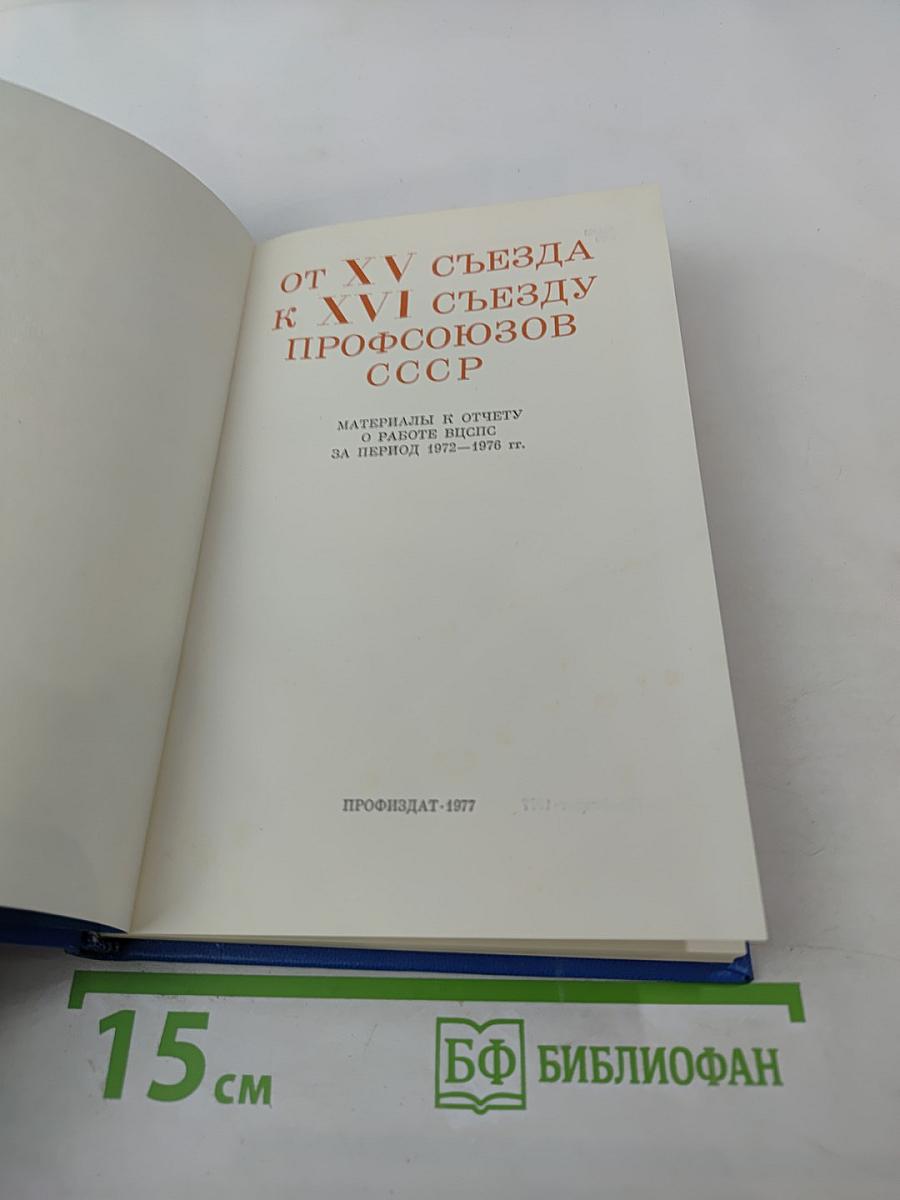 ОТ XV СЪЕЗДА
К XVI СЪЕЗДУ
ПРОФСОЮЗОВ
СССР
МАТЕРИАЛЫ К ОТЧЕТУ
О РАБОТЕ ВЦСПС
ЗА ПЕРИОД 1972—1976 гг.
ПРОФИЗДАТ·1977
15 см
БФ БИБЛИОФАН